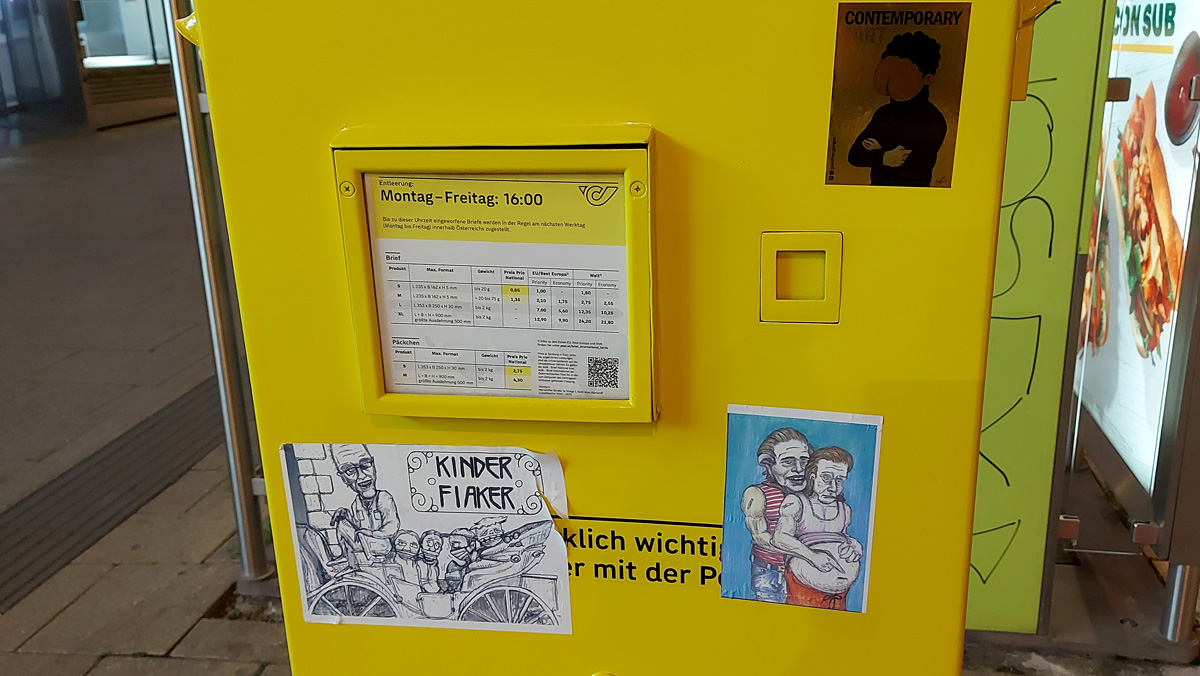 CONTEMPORARY
ART
CON SUB
Entleerung:
Montag–Freitag: 16:00
Bis zu dieser Uhrzeit eingeworfene Briefe werden in der Regel am nächsten Werktag
(Montag bis Freitag) innerhalb Österreichs zugestellt.
Brief
Produkt Max. Format Gewicht Preis Prio National EU/Rest Europa Welt
Priority Economy Priority Economy
S L 235 x B 162 x H 5 mm bis 20 g 0,85 1,00 – 1,80 –
M L 235 x B 162 x H 5 mm > 20 bis 75 g 1,35 2,10 1,75 2,75 2,55
L L 353 x B 250 x H 30 mm bis 2 kg – 7,00 5,60 12,35 10,25
XL L + B + H = 900 mm
größte Ausdehnung 500 mm bis 2 kg – 13,90 9,90 24,20 21,80
Päckchen
Produkt Max. Format Gewicht Preis Prio National
S L 353 x B 250 x H 30 mm bis 2 kg 2,75
M L + B + H = 900 mm
größte Ausdehnung 500 mm bis 2 kg 4,30
KINDER
FIAKER
klich wichtig
er mit der Po